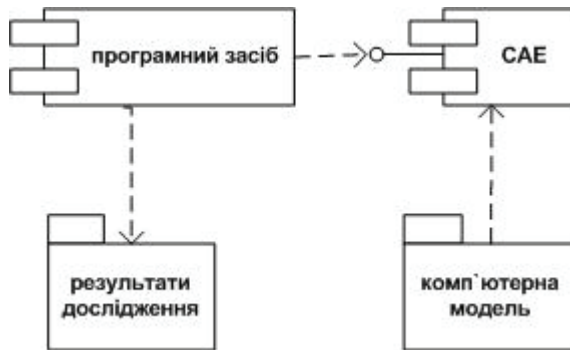 програмний засіб
CAE
результати
дослідження
комп`ютерна
модель